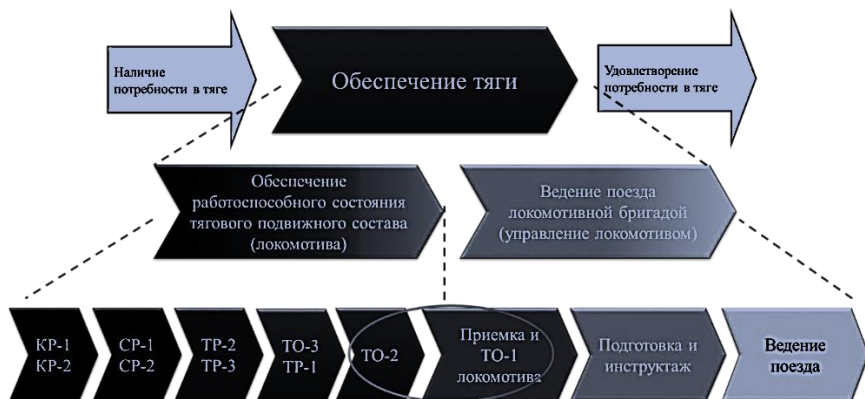 Наличие
потребности в тяге
Обеспечение тяги
Удовлетворение
потребности в тяге
Обеспечение
работоспособного состояния
тягового подвижного состава
(локомотива)
Ведение поезда
локомотивной бригадой
(управление локомотивом)
КР-1
КР-2
СР-1
СР-2
ТР-2
ТР-3
ТО-3
ТР-1
ТО-2
Приемка и
ТО-1
локомотива
Подготовка и
инструктаж
Ведение
поезда